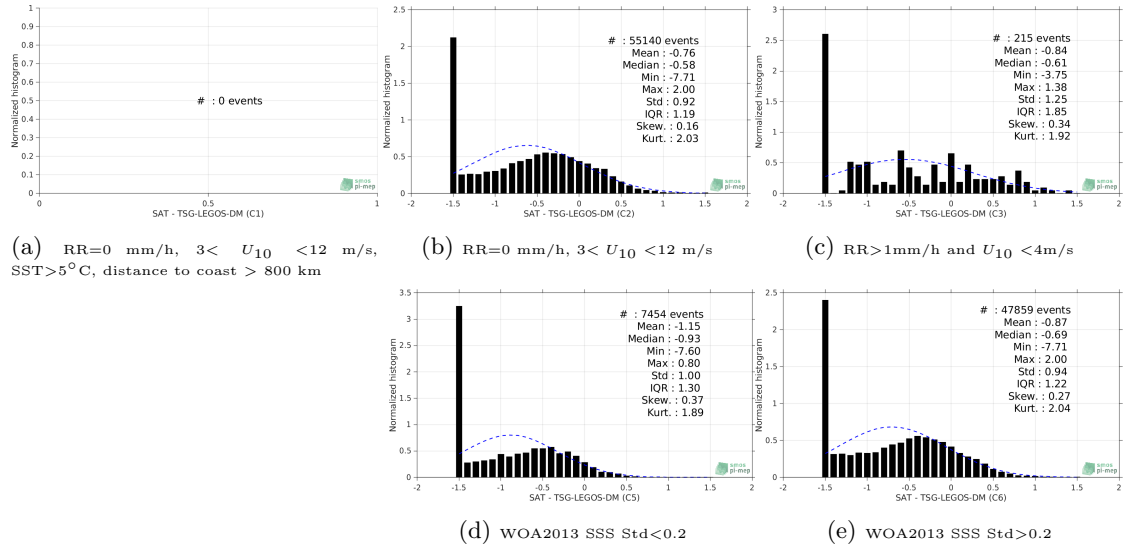 1
0.9
0.8
0.7
0.6
0.5
0.4
0.3
0.2
0.1
0
Normalized histogram
# : 0 events
0 0.5 1
SAT - TSG-LEGOS-DM (C1)
smos
pi-mep
(a) RR=0 mm/h, 3< U10 <12 m/s,
SST>5°C, distance to coast > 800 km
2.5
2
1.5
1
0.5
0
Normalized histogram
# : 55140 events
Mean : -0.76
Median : -0.58
Min : -7.71
Max : 2.00
Std : 0.92
IQR : 1.19
Skew. : 0.16
Kurt. : 2.03
-2 -1.5 -1 -0.5 0 0.5 1 1.5 2
SAT - TSG-LEGOS-DM (C2)
smos
pi-mep
(b) RR=0 mm/h, 3< U10 <12 m/s
3
2.5
2
1.5
1
0.5
0
Normalized histogram
# : 215 events
Mean : -0.84
Median : -0.61
Min : -3.75
Max : 1.38
Std : 1.25
IQR : 1.85
Skew. : 0.34
Kurt. : 1.92
-2 -1.5 -1 -0.5 0 0.5 1 1.5 2
SAT - TSG-LEGOS-DM (C3)
smos
pi-mep
(c) RR>1mm/h and U10 <4m/s
3.5
3
2.5
2
1.5
1
0.5
0
Normalized histogram
# : 7454 events
Mean : -1.15
Median : -0.93
Min : -7.60
Max : 0.80
Std : 1.00
IQR : 1.30
Skew. : 0.37
Kurt. : 1.89
-2 -1.5 -1 -0.5 0 0.5 1 1.5 2
SAT - TSG-LEGOS-DM (C5)
smos
pi-mep
(d) WOA2013 SSS Std<0.2
2.5
2
1.5
1
0.5
0
Normalized histogram
# : 47859 events
Mean : -0.87
Median : -0.69
Min : -7.71
Max : 2.00
Std : 0.94
IQR : 1.22
Skew. : 0.27
Kurt. : 2.04
-2 -1.5 -1 -0.5 0 0.5 1 1.5 2
SAT - TSG-LEGOS-DM (C6)
smos
pi-mep
(e) WOA2013 SSS Std>0.2